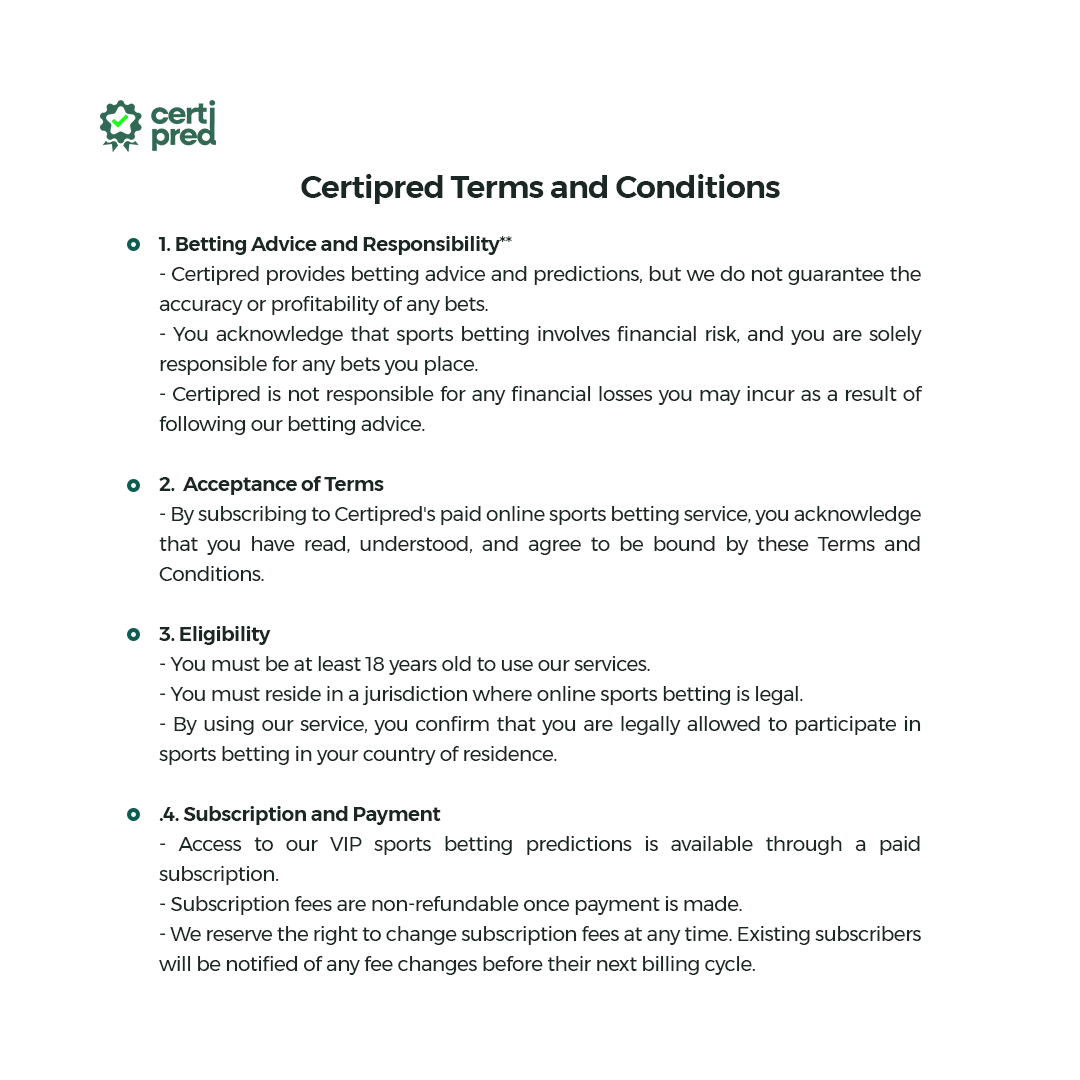 certi
pred
Certipred Terms and Conditions
1. Betting Advice and Responsibility**
- Certipred provides betting advice and predictions, but we do not guarantee the
accuracy or profitability of any bets.
- You acknowledge that sports betting involves financial risk, and you are solely
responsible for any bets you place.
- Certipred is not responsible for any financial losses you may incur as a result of
following our betting advice.
2.  Acceptance of Terms
- By subscribing to Certipred's paid online sports betting service, you acknowledge
that you have read, understood, and agree to be bound by these Terms and
Conditions.
3. Eligibility
- You must be at least 18 years old to use our services.
- You must reside in a jurisdiction where online sports betting is legal.
- By using our service, you confirm that you are legally allowed to participate in
sports betting in your country of residence.
.4. Subscription and Payment
- Access to our VIP sports betting predictions is available through a paid
subscription.
- Subscription fees are non-refundable once payment is made.
- We reserve the right to change subscription fees at any time. Existing subscribers
will be notified of any fee changes before their next billing cycle.